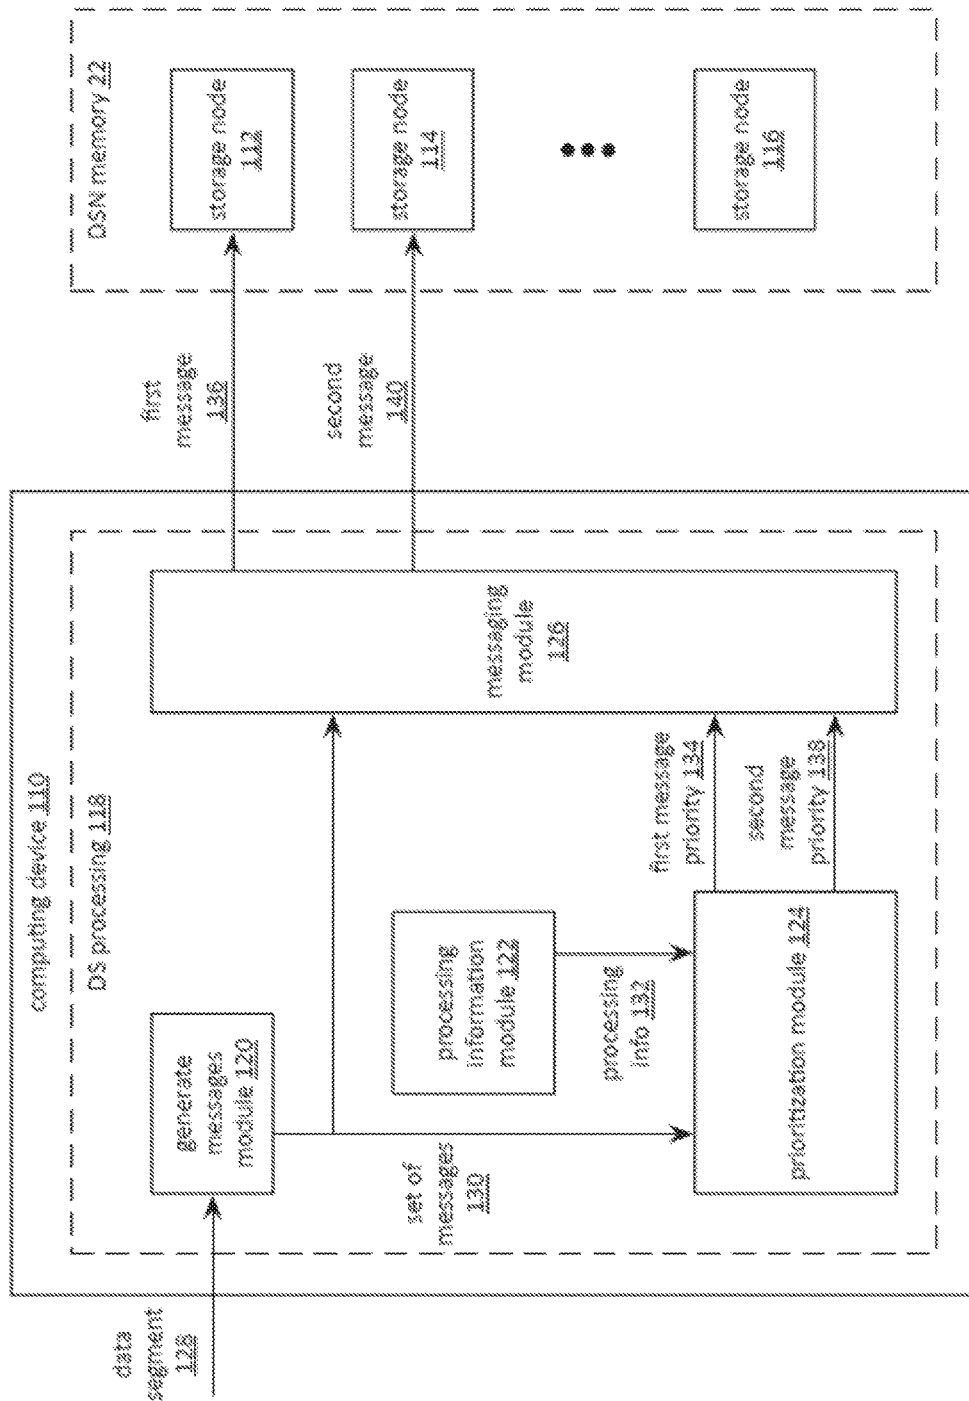 computing device 110
DS processing 118
data
segment 128
generate
messages
module 120
set of
messages
130
processing
information
module 122
processing
info 132
prioritization module 124
first message
priority 134
second
message
priority 138
messaging
module
126
first
message
136
second
message
140
DSN memory 22
storage node
112
storage node
114
storage node
116